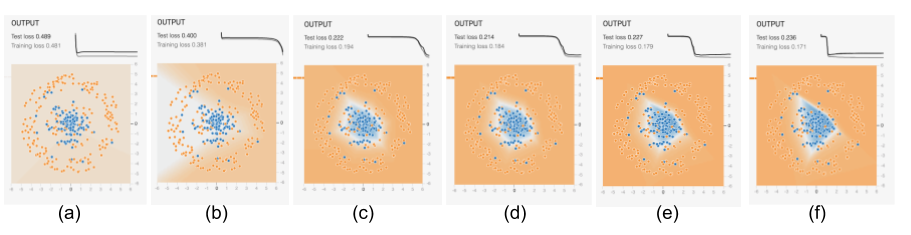 OUTPUT
Test loss 0.489
Training loss 0.481
OUTPUT
Test loss 0.400
Training loss 0.381
OUTPUT
Test loss 0.222
Training loss 0.194
OUTPUT
Test loss 0.214
Training loss 0.184
OUTPUT
Test loss 0.227
Training loss 0.179
OUTPUT
Test loss 0.236
Training loss 0.171
(a)
(b)
(c)
(d)
(e)
(f)